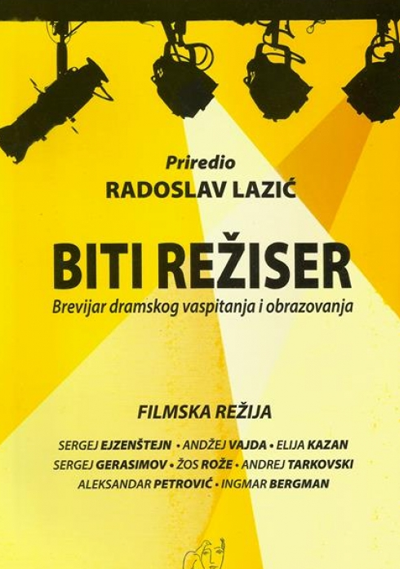 Priredio
RADOSLAV LAZIĆ
BITI REŽISER
Brevijar dramskog vaspitanja i obrazovanja
FILMSKA REŽIJA
SERGEJ EJZENŠTEJN • ANDŽEJ VAJDA • ELIJA KAZAN
SERGEJ GERASIMOV • ŽOS ROŽE • ANDREJ TARKOVSKI
ALEKSANDAR PETROVIĆ • INGMAR BERGMAN